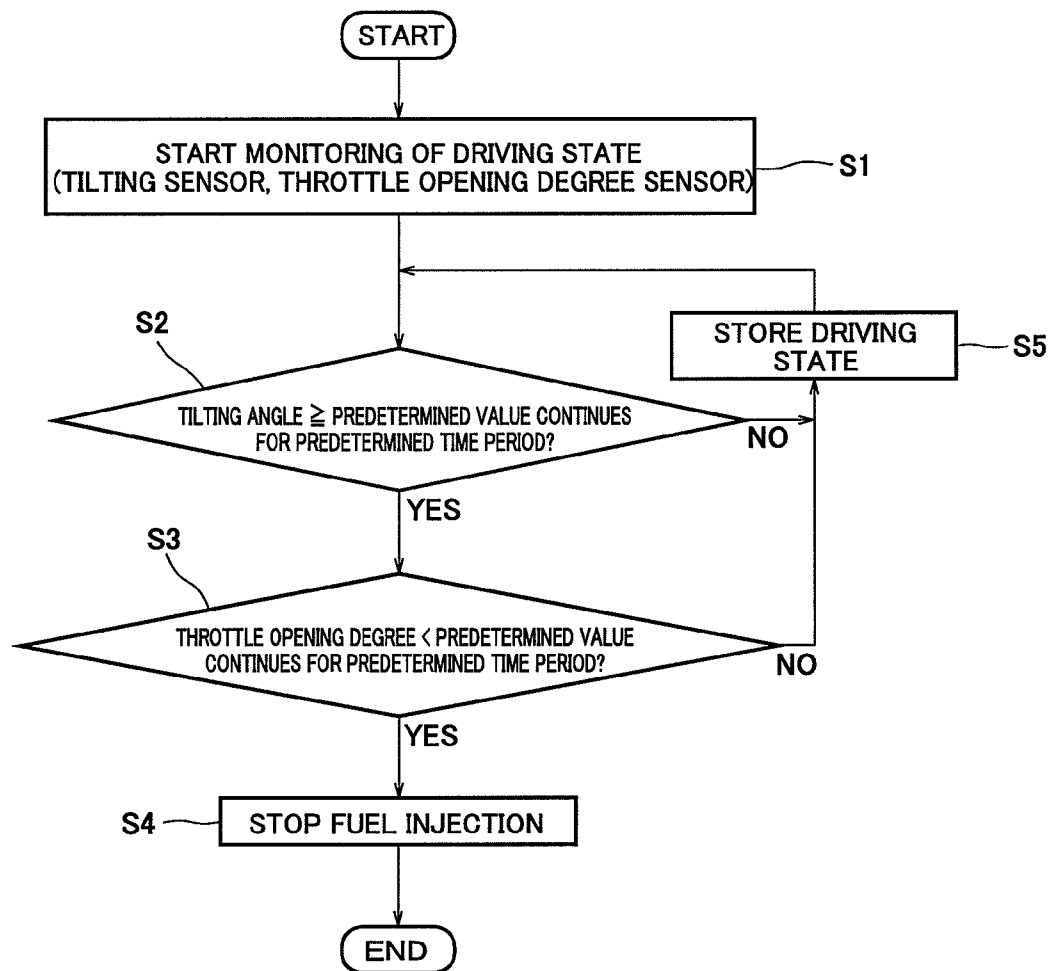 START
START MONITORING OF DRIVING STATE
(TILTING SENSOR, THROTTLE OPENING DEGREE SENSOR)
S1
S2
STORE DRIVING
STATE
S5
TILTING ANGLE ≧ PREDETERMINED VALUE CONTINUES
FOR PREDETERMINED TIME PERIOD?
NO
YES
S3
THROTTLE OPENING DEGREE < PREDETERMINED VALUE
CONTINUES FOR PREDETERMINED TIME PERIOD?
NO
YES
S4
STOP FUEL INJECTION
END